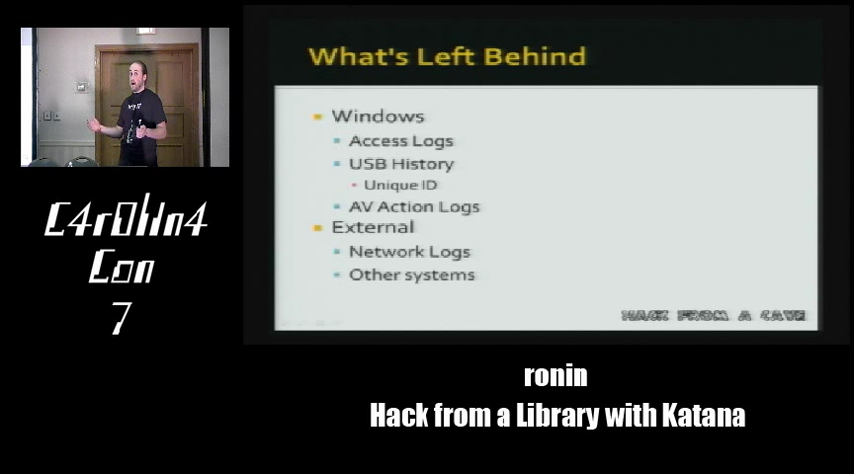 What's Left Behind
Windows
Access Logs
USB History
Unique ID
AV Action Logs
External
Network Logs
Other systems
HACK FROM A CAVE
C4r0l1n4
Con
7
ronin
Hack from a Library with Katana